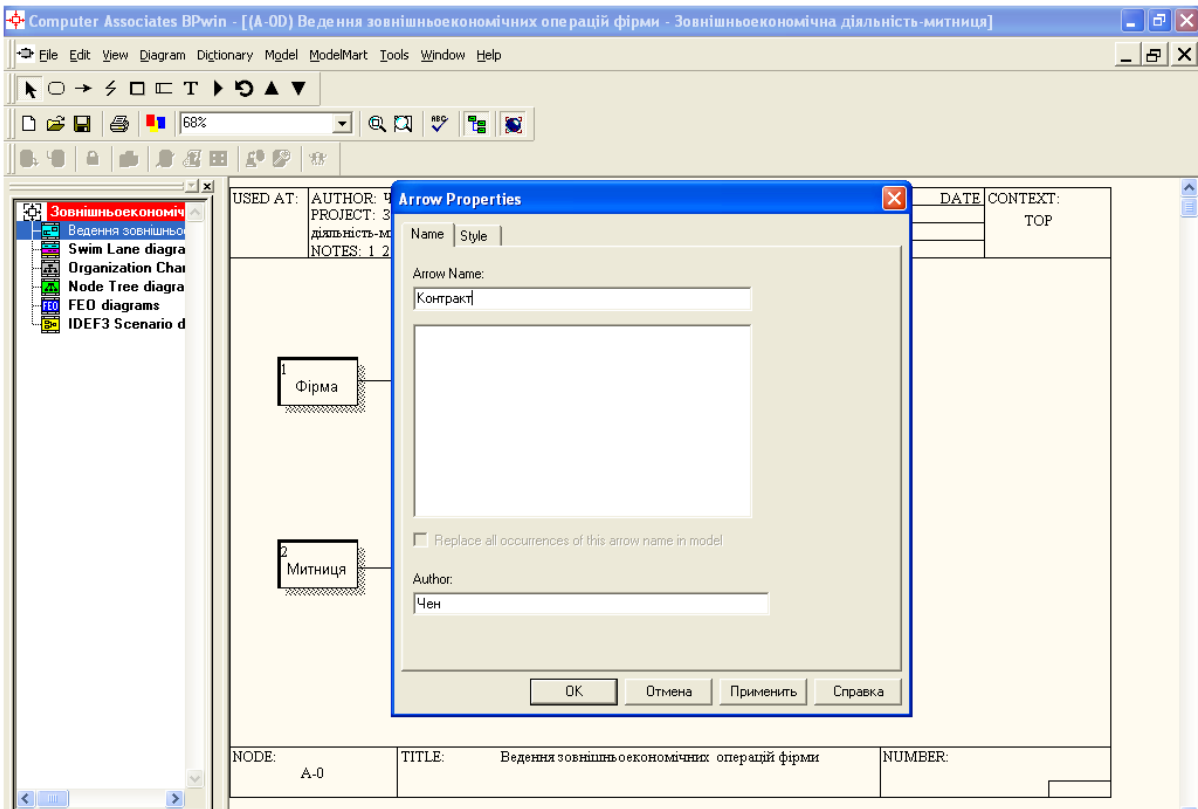 Computer Associates BPwin - [(A-0D) Ведення зовнішньоекономічних операцій фірми - Зовнішньоекономічна діяльність-митниця]
File Edit View Diagram Dictionary Model ModelMart Tools Window Help
T
68%
ABC
USED AT: AUTHOR: Ч
PROJECT: З
діяльність-м
NOTES: 1 2
DATE CONTEXT:
TOP
Зовнішньоекономіч
Ведення зовнішньо
Swim Lane diagra
Organization Char
Node Tree diagra
FEO FEO diagrams
IDEF3 Scenario d
Arrow Properties
Name Style
Arrow Name:
Контракт
Replace all occurrences of this arrow name in model
Author:
Чен
OK Отмена Применить Справка
1
Фірма
2
Митниця
NODE: TITLE: Ведення зовнішньоекономічних операцій фірми NUMBER:
A-0